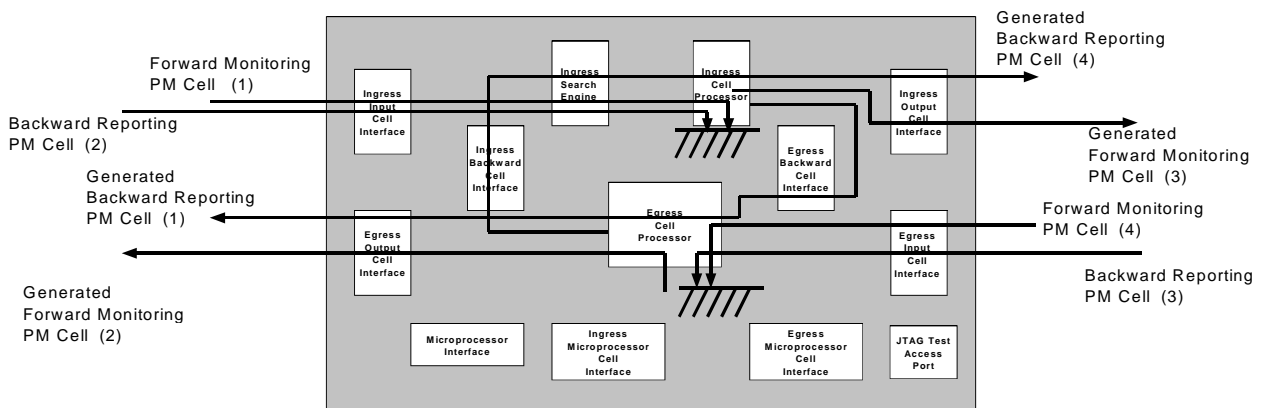 Generated
Backward Reporting
PM Cell (4)
Forward Monitoring
PM Cell (1)
Backward Reporting
PM Cell (2)
Generated
Backward Reporting
PM Cell (1)
Generated
Forward Monitoring
PM Cell (2)
Ingress
Input
Cell
Interface
Ingress
Search
Engine
Ingress
Cell
Processor
Ingress
Output
Cell
Interface
Ingress
Backward
Cell
Interface
Egress
Backward
Cell
Interface
Egress
Cell
Processor
Egress
Output
Cell
Interface
Egress
Input
Cell
Interface
Generated
Forward Monitoring
PM Cell (3)
Forward Monitoring
PM Cell (4)
Backward Reporting
PM Cell (3)
Microprocessor
Interface
Ingress
Microprocessor
Cell
Interface
Egress
Microprocessor
Cell
Interface
JTAG Test
Access
Port